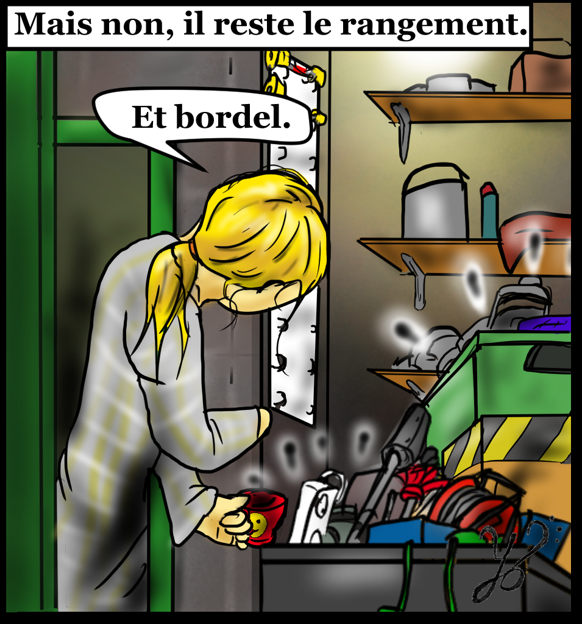 Mais non, il reste le rangement.
Et bordel.